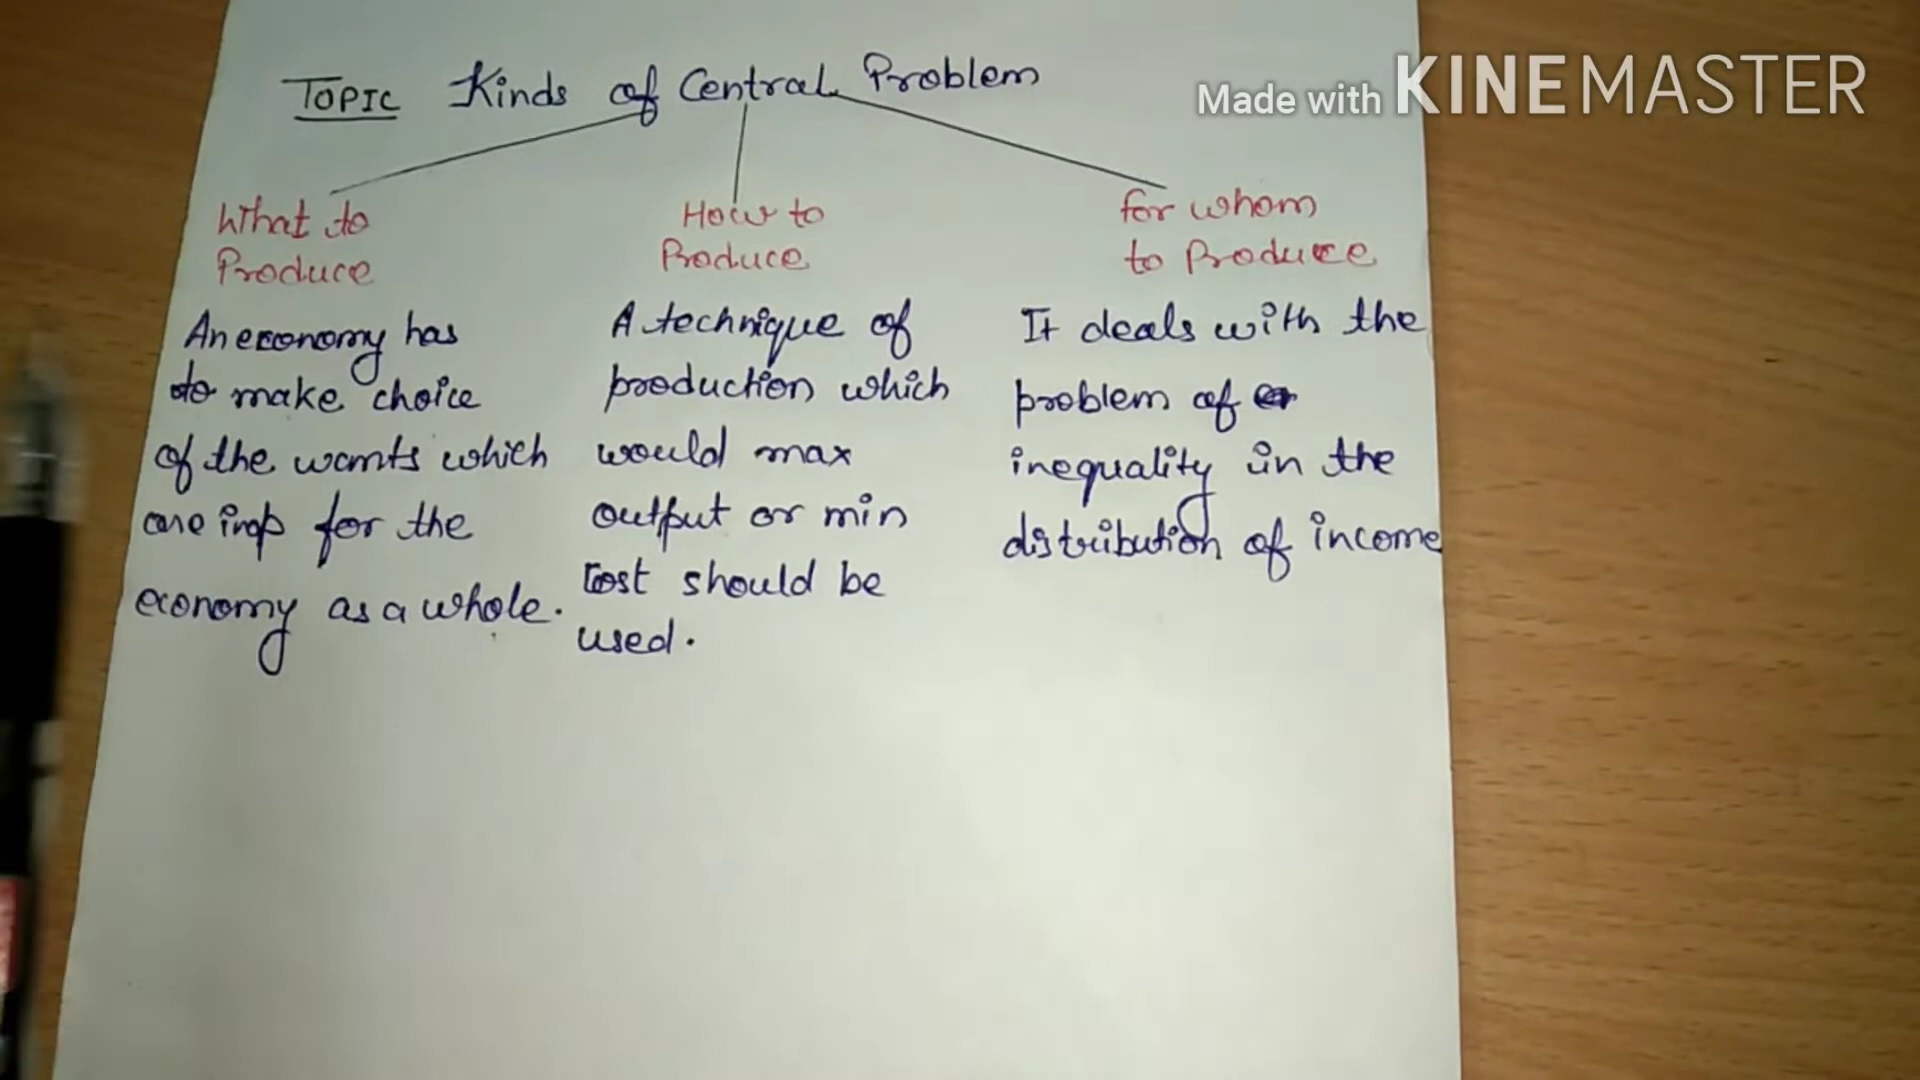 TOPIC Kinds of Central Problem
Made with KINEMASTER
What to
Produce
An economy has
to make choice
of the wants which
are imp for the
economy as a whole.
How to
Produce
A technique of
production which
would max
output or min
cost should be
used.
for whom
to Produce
It deals with the
problem of
inequality in the
distribution of income